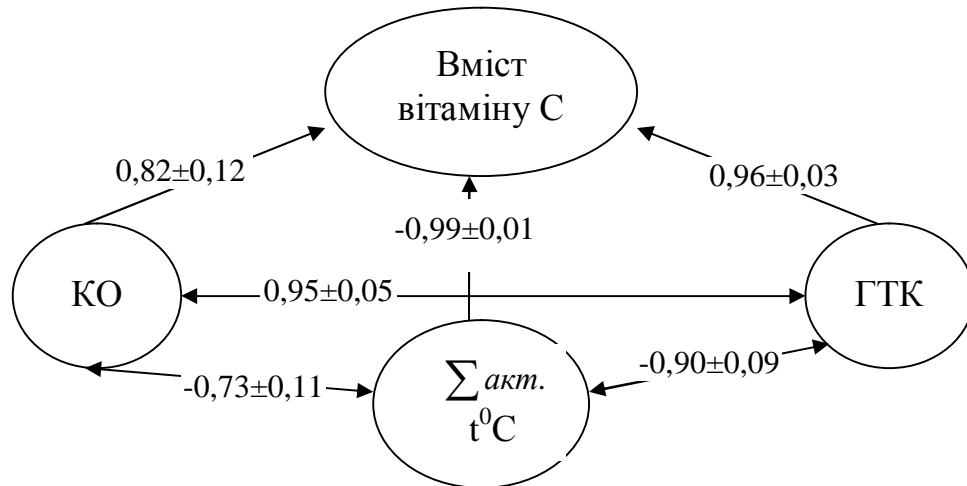 Вміст
вітаміну С
0,82±0,12
0,96±0,03
-0,99±0,01
КО
0,95±0,05
ГТК
-0,73±0,11
-0,90±0,09
∑ акт.
t⁰C